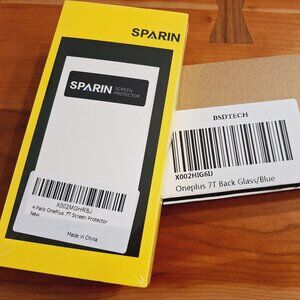 SPARIN
SPARIN SCREEN PROTECTOR
X002MGHRSJ
4 Pack OnePlus 7T Screen Protector
New
Made in China
BSDTECH
X002HIG6IJ
Oneplus 7T Back Glass/Blue